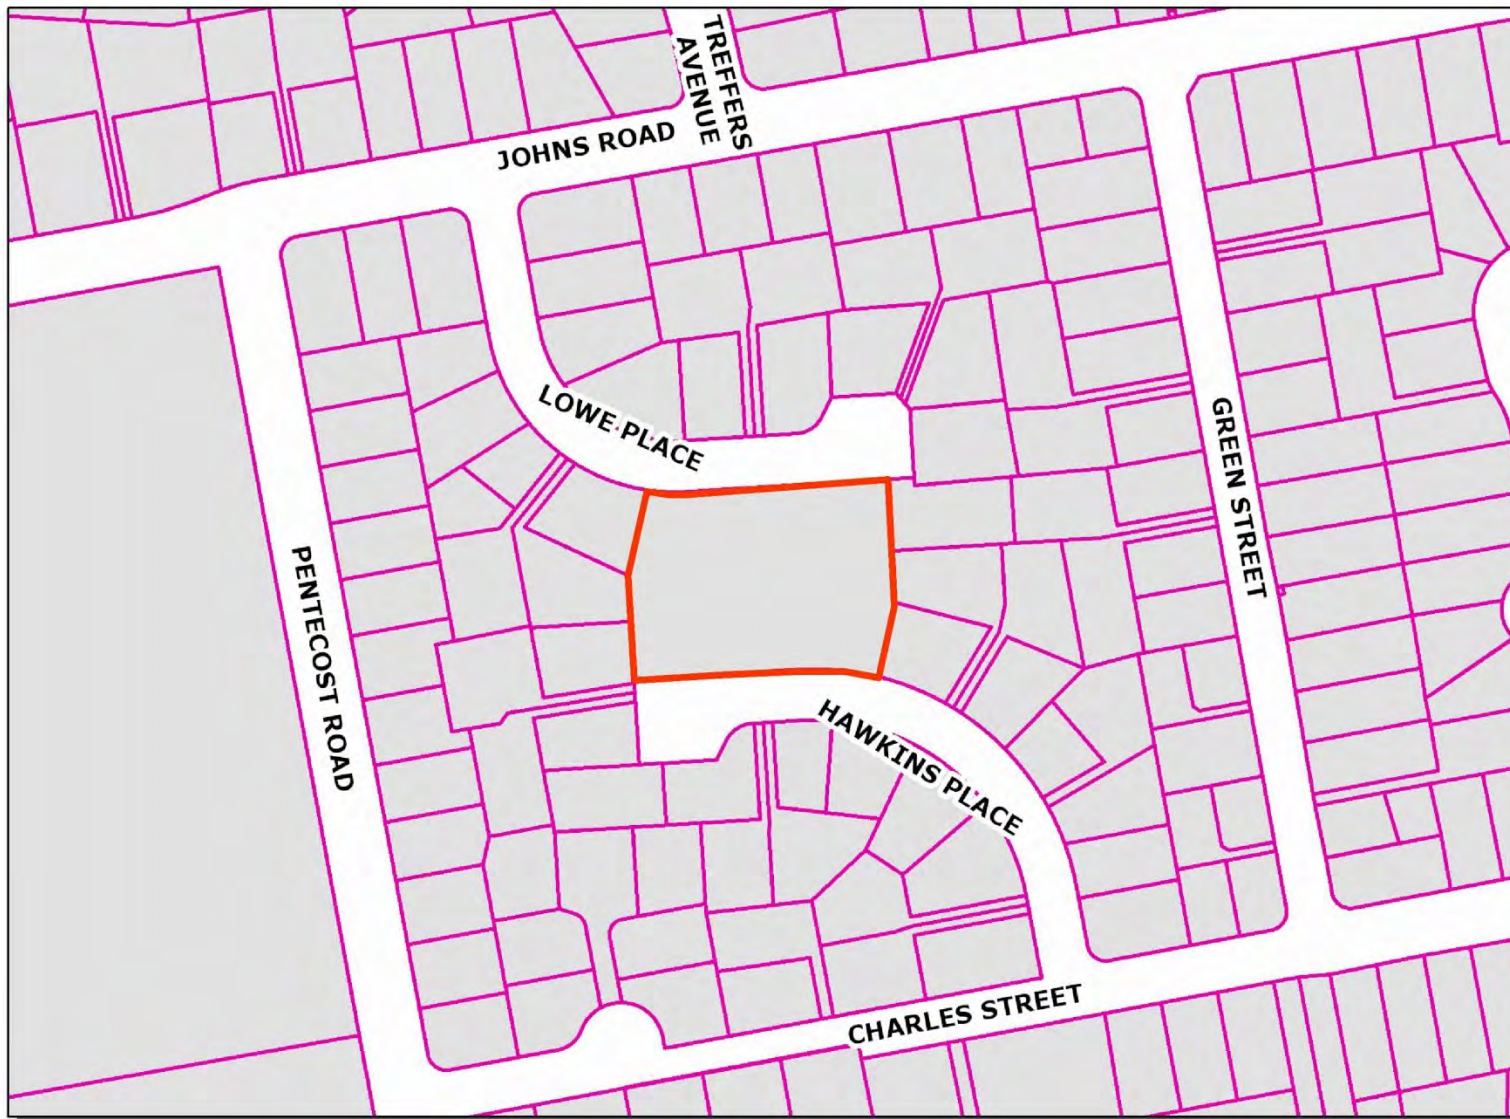 TREFFERS
AVENUE
JOHNS ROAD
LOWE PLACE
GREEN STREET
PENTECOST ROAD
HAWKINS PLACE
CHARLES STREET